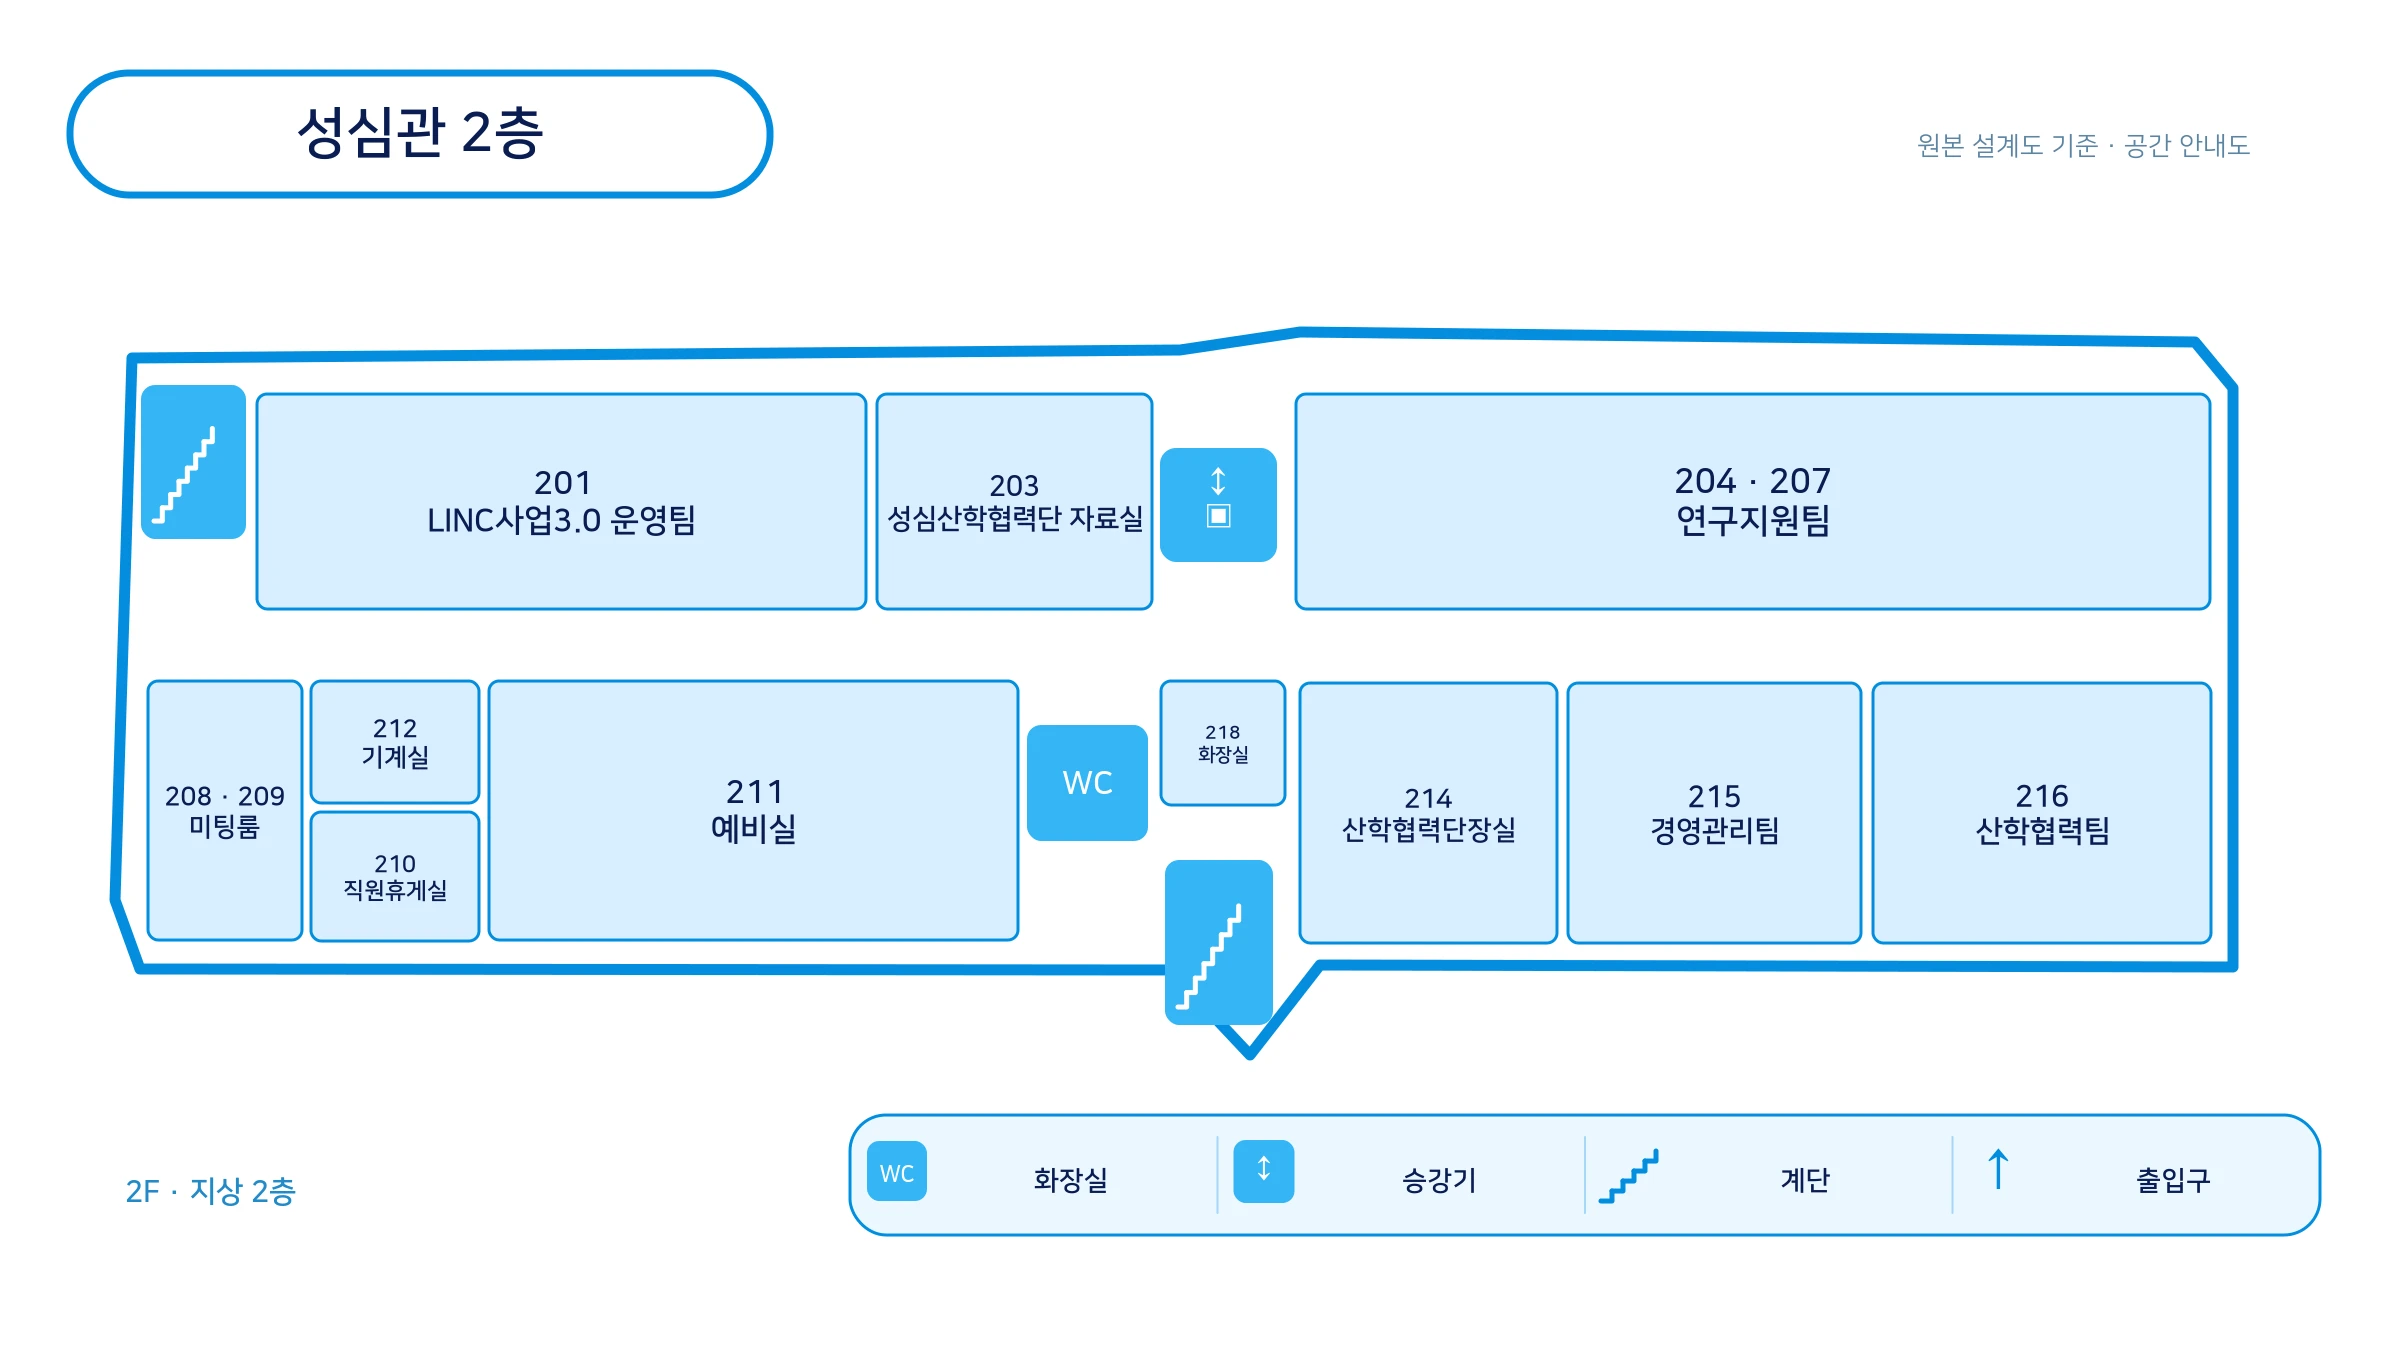 성심관 2층
원본 설계도 기준 · 공간 안내도
201
LINC사업3.0 운영팀
203
성심산학협력단 자료실
204 · 207
연구지원팀
208 · 209
미팅룸
212
기계실
210
직원휴게실
211
예비실
WC
218
화장실
214
산학협력단장실
215
경영관리팀
216
산학협력팀
2F · 지상 2층
WC
화장실
승강기
계단
출입구